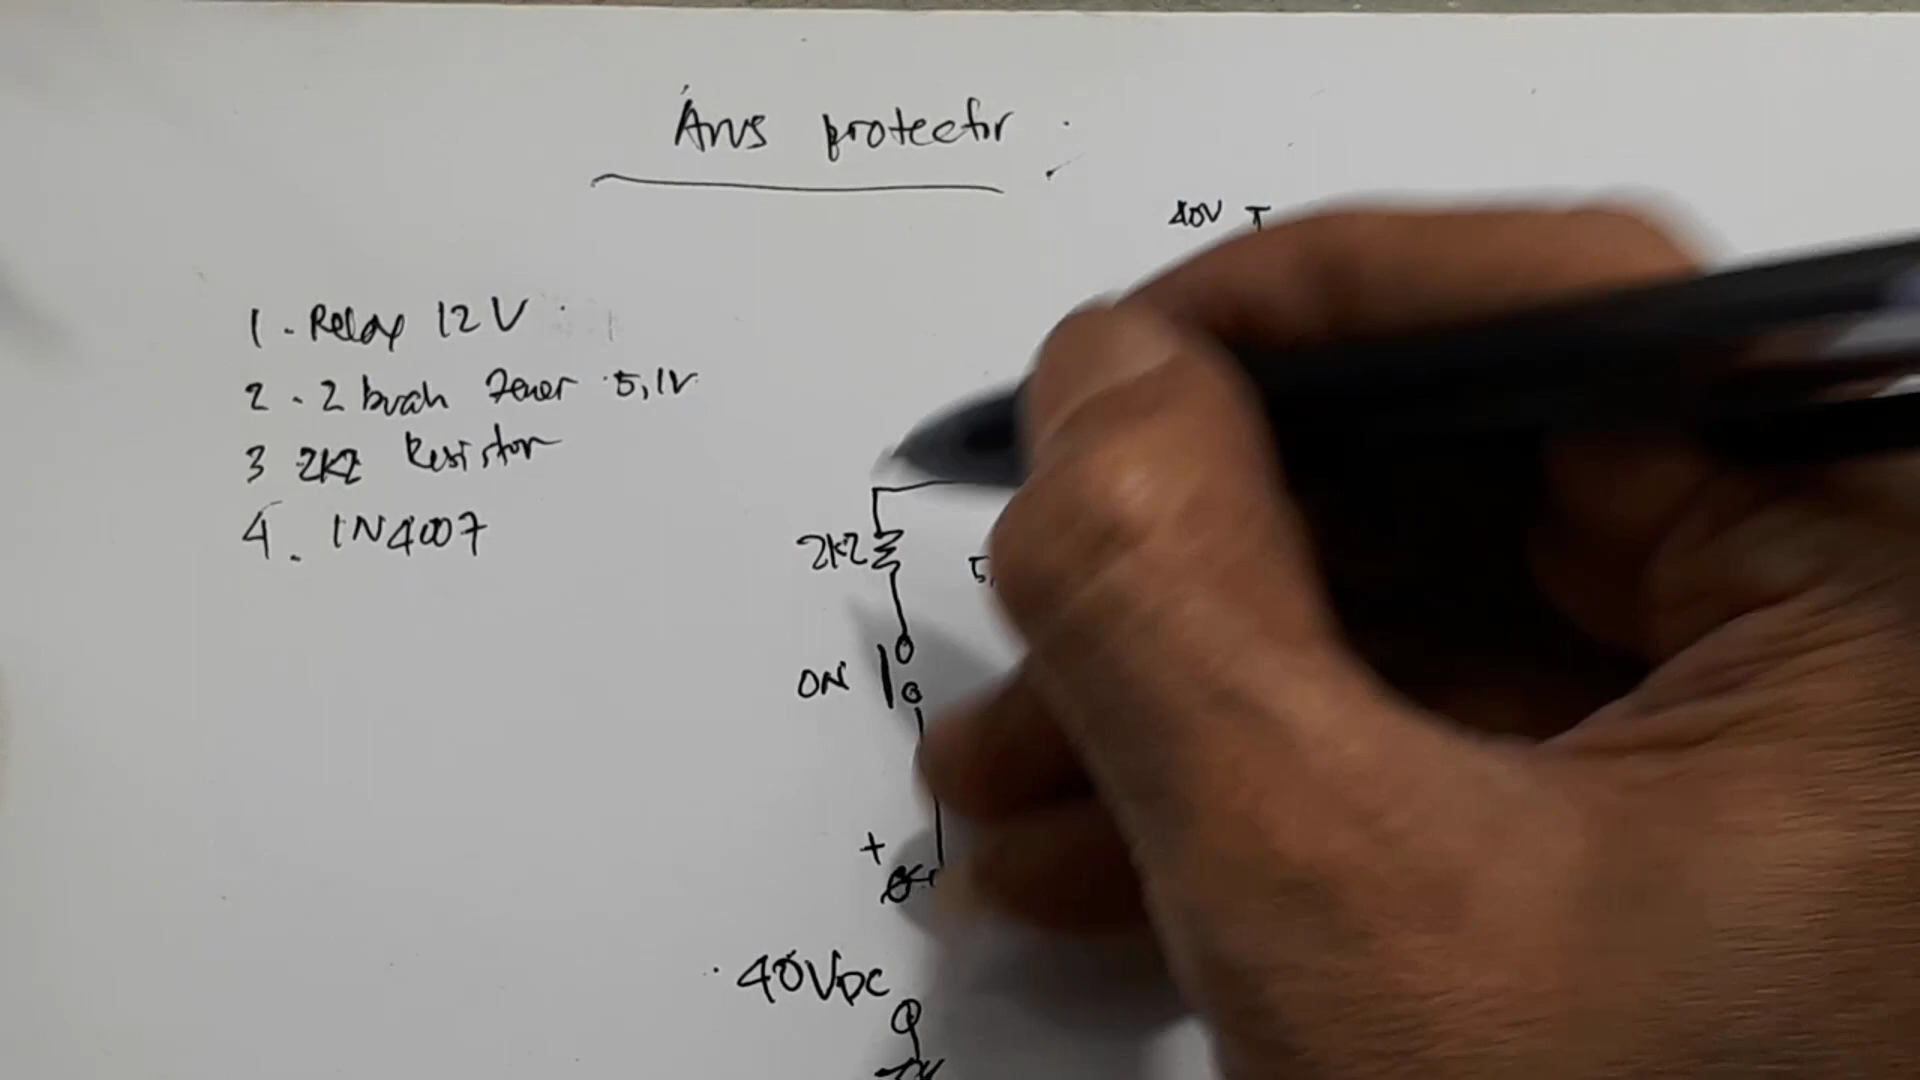 Arus protector
40V
1. Relay 12V
2. 2 buah Zener 5,1V
3 2K2 Resistor
4. 1N4007
2K2
5,
ON
+
40VDC